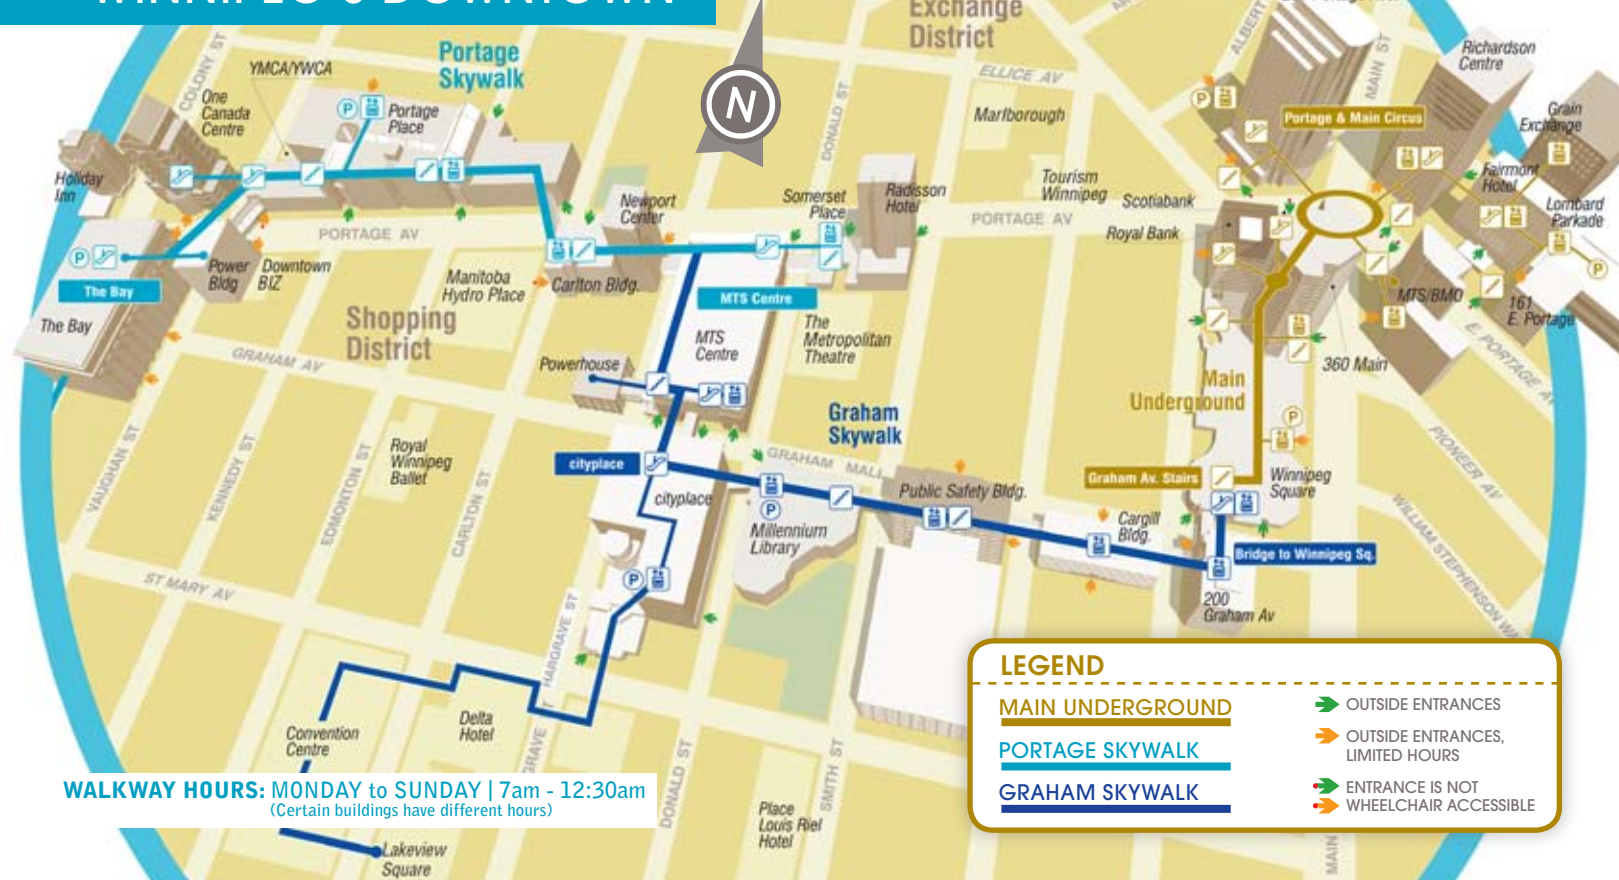 WINNIPEG'S DOWNTOWN
Exchange
District
ALBERT
MAIN ST
Richardson
Centre
Portage
Skywalk
COLONY ST
YMCA/YWCA
One
Canada
Centre
P
Portage
Place
N
DONALD ST
ELLICE AV
Marlborough
P
Portage & Main Circus
Grain
Exchange
Holiday
Inn
Fairmont
Hotel
Newport
Center
Somerset
Place
Radisson
Hotel
Tourism
Winnipeg
Scotiabank
Lombard
Parkade
PORTAGE AV
PORTAGE AV
Royal Bank
P
P
Power
Bldg
Downtown
BIZ
Manitoba
Hydro Place
Carlton Bldg.
The Bay
MTS Centre
MTS/BMO
161
E. Portage
The Bay
Shopping
District
MTS
Centre
The
Metropolitan
Theatre
E. PORTAGE AV
GRAHAM AV
Powerhouse
360 Main
Main
Underground
Graham
Skywalk
P
VAUGHAN ST
KENNEDY ST
EDMONTON ST
Royal
Winnipeg
Ballet
CARLTON ST
cityplace
GRAHAM MALL
PIONEER AV
Graham Av. Stairs
Winnipeg
Square
cityplace
P
Public Safety Bldg.
Millennium
Library
Cargill
Bldg.
WILLIAM STEPHENSON WA
Bridge to Winnipeg Sq.
ST MARY AV
P
200
Graham Av
HARGRAVE ST
Convention
Centre
Delta
Hotel
GRAVE T
DONALD ST
SMITH ST
WALKWAY HOURS: MONDAY to SUNDAY | 7am - 12:30am
(Certain buildings have different hours)
Place
Louis Riel
Hotel
Lakeview
Square
LEGEND
MAIN UNDERGROUND
PORTAGE SKYWALK
GRAHAM SKYWALK
OUTSIDE ENTRANCES
OUTSIDE ENTRANCES,
LIMITED HOURS
ENTRANCE IS NOT
WHEELCHAIR ACCESSIBLE
MAIN